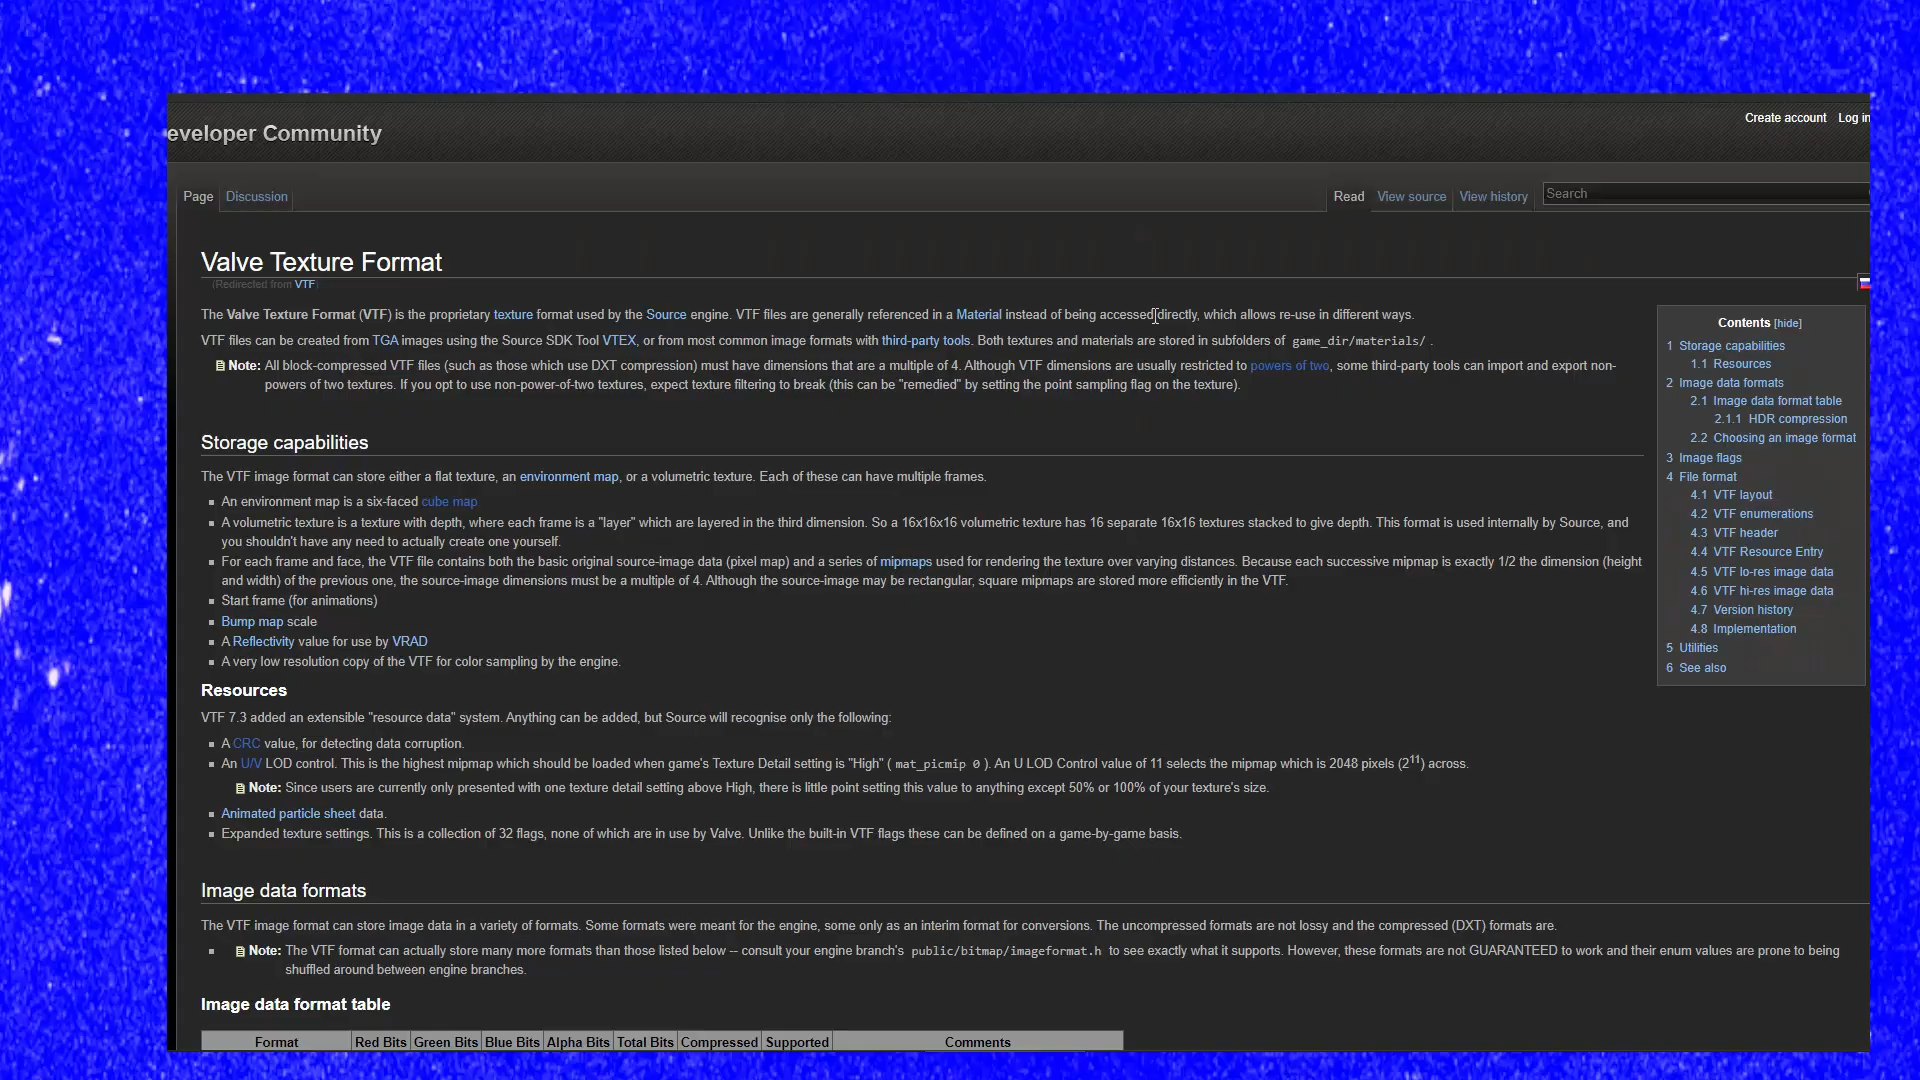 eveloper Community
Create account Log in
Page Discussion
Read View source View history Search
Valve Texture Format
(Redirected from VTF)
The Valve Texture Format (VTF) is the proprietary texture format used by the Source engine. VTF files are generally referenced in a Material instead of being accessed directly, which allows re-use in different ways.
VTF files can be created from TGA images using the Source SDK Tool VTEX, or from most common image formats with third-party tools. Both textures and materials are stored in subfolders of game_dir/materials/ .
Note: All block-compressed VTF files (such as those which use DXT compression) must have dimensions that are a multiple of 4. Although VTF dimensions are usually restricted to powers of two, some third-party tools can import and export non-
powers of two textures. If you opt to use non-power-of-two textures, expect texture filtering to break (this can be "remedied" by setting the point sampling flag on the texture).
Storage capabilities
The VTF image format can store either a flat texture, an environment map, or a volumetric texture. Each of these can have multiple frames.
An environment map is a six-faced cube map
A volumetric texture is a texture with depth, where each frame is a "layer" which are layered in the third dimension. So a 16x16x16 volumetric texture has 16 separate 16x16 textures stacked to give depth. This format is used internally by Source, and
you shouldn't have any need to actually create one yourself.
For each frame and face, the VTF file contains both the basic original source-image data (pixel map) and a series of mipmaps used for rendering the texture over varying distances. Because each successive mipmap is exactly 1/2 the dimension (height
and width) of the previous one, the source-image dimensions must be a multiple of 4. Although the source-image may be rectangular, square mipmaps are stored more efficiently in the VTF.
Start frame (for animations)
Bump map scale
A Reflectivity value for use by VRAD
A very low resolution copy of the VTF for color sampling by the engine.
Resources
VTF 7.3 added an extensible "resource data" system. Anything can be added, but Source will recognise only the following:
A CRC value, for detecting data corruption.
An U/V LOD control. This is the highest mipmap which should be loaded when game's Texture Detail setting is "High" ( mat_picmip 0 ). An U LOD Control value of 11 selects the mipmap which is 2048 pixels (2^11) across.
Note: Since users are currently only presented with one texture detail setting above High, there is little point setting this value to anything except 50% or 100% of your texture's size.
Animated particle sheet data.
Expanded texture settings. This is a collection of 32 flags, none of which are in use by Valve. Unlike the built-in VTF flags these can be defined on a game-by-game basis.
Image data formats
The VTF image format can store image data in a variety of formats. Some formats were meant for the engine, some only as an interim format for conversions. The uncompressed formats are not lossy and the compressed (DXT) formats are.
Note: The VTF format can actually store many more formats than those listed below -- consult your engine branch's public/bitmap/imageformat.h to see exactly what it supports. However, these formats are not GUARANTEED to work and their enum values are prone to being
shuffled around between engine branches.
Image data format table
Format Red Bits Green Bits Blue Bits Alpha Bits Total Bits Compressed Supported Comments
Contents [hide]
1 Storage capabilities
1.1 Resources
2 Image data formats
2.1 Image data format table
2.1.1 HDR compression
2.2 Choosing an image format
3 Image flags
4 File format
4.1 VTF layout
4.2 VTF enumerations
4.3 VTF header
4.4 VTF Resource Entry
4.5 VTF lo-res image data
4.6 VTF hi-res image data
4.7 Version history
4.8 Implementation
5 Utilities
6 See also